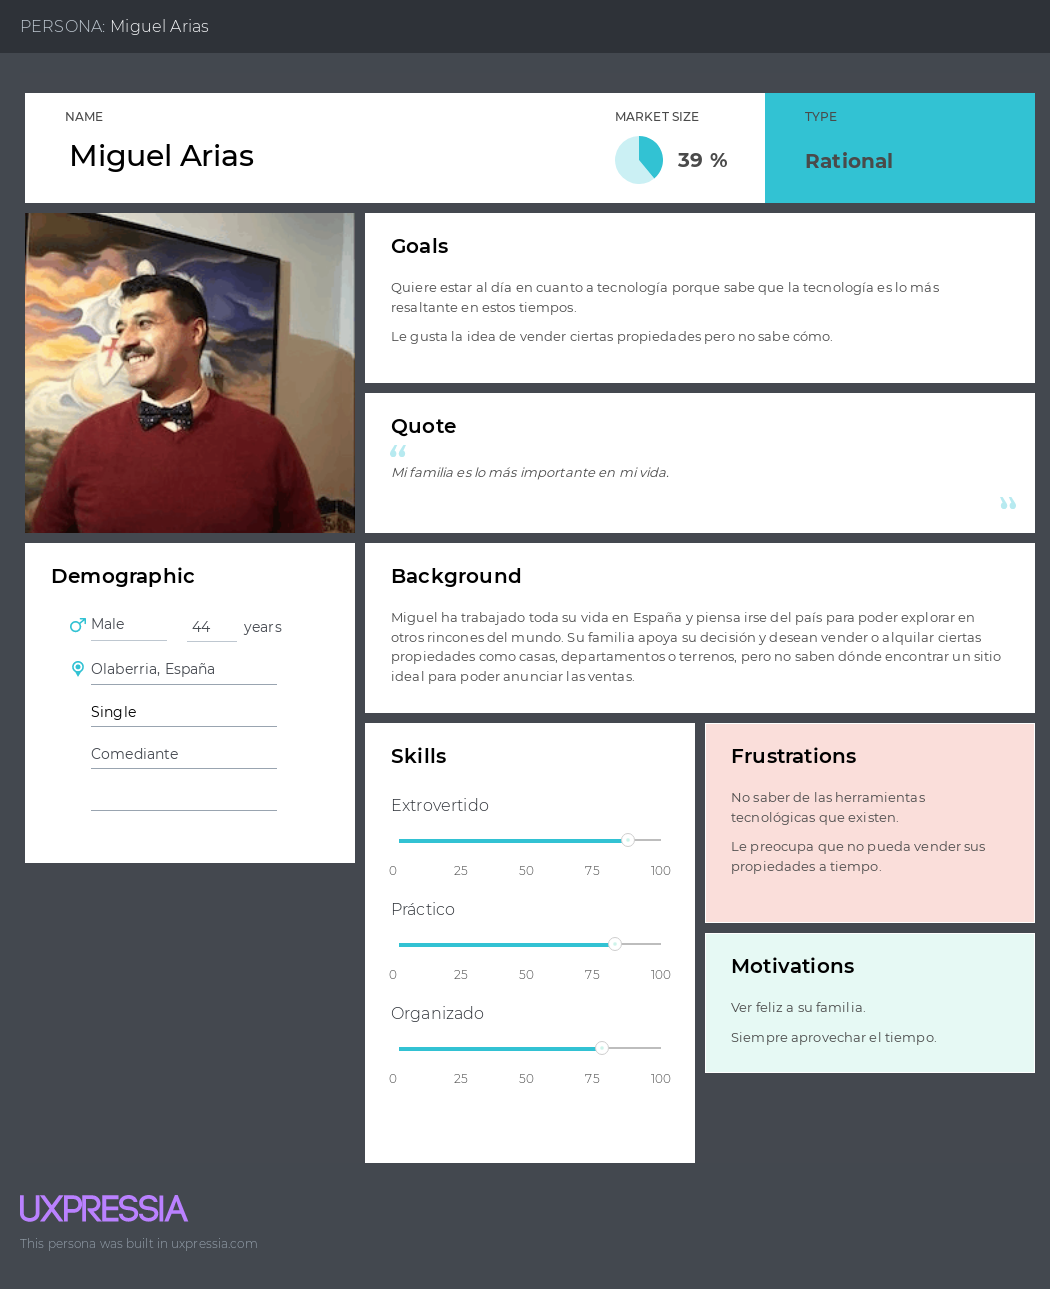 PERSONA: Miguel Arias
NAME
Miguel Arias
MARKET SIZE
39 %
TYPE
Rational
Goals
Quiere estar al día en cuanto a tecnología porque sabe que la tecnología es lo más
resaltante en estos tiempos.
Le gusta la idea de vender ciertas propiedades pero no sabe cómo.
Quote
“
Mi familia es lo más importante en mi vida.
”
Demographic
Male
44 years
Olaberria, España
Single
Comediante
Background
Miguel ha trabajado toda su vida en España y piensa irse del país para poder explorar en
otros rincones del mundo. Su familia apoya su decisión y desean vender o alquilar ciertas
propiedades como casas, departamentos o terrenos, pero no saben dónde encontrar un sitio
ideal para poder anunciar las ventas.
Skills
Extrovertido
0 25 50 75 100
Práctico
0 25 50 75 100
Organizado
0 25 50 75 100
Frustrations
No saber de las herramientas
tecnológicas que existen.
Le preocupa que no pueda vender sus
propiedades a tiempo.
Motivations
Ver feliz a su familia.
Siempre aprovechar el tiempo.
UXPRESSIA
This persona was built in uxpressia.com